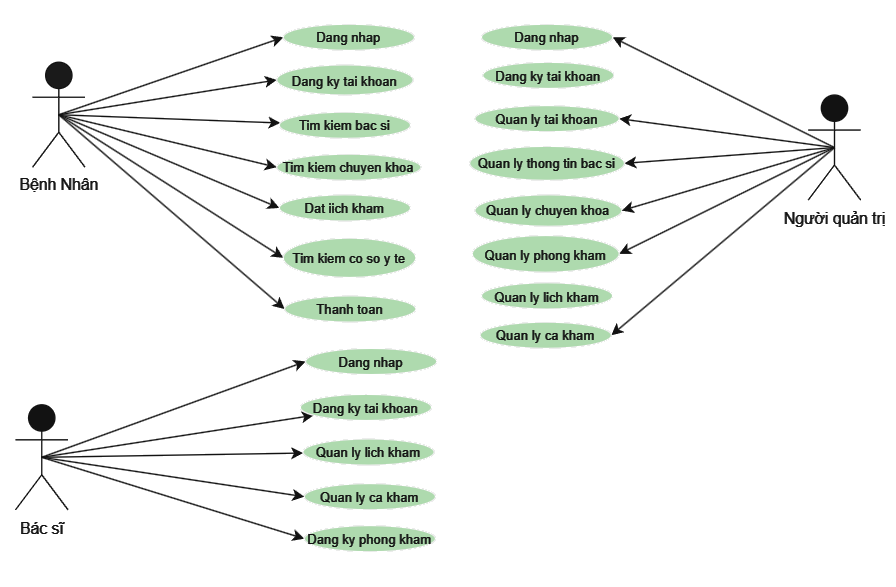 Dang nhap
Dang ky tai khoan
Tim kiem bac si
Tim kiem chuyen khoa
Dat iich kham
Tim kiem co so y te
Thanh toan
Bệnh Nhân
Dang nhap
Dang ky tai khoan
Quan ly tai khoan
Quan ly thong tin bac si
Quan ly chuyen khoa
Quan ly phong kham
Quan ly lich kham
Quan ly ca kham
Người quản trị
Dang nhap
Dang ky tai khoan
Quan ly lich kham
Quan ly ca kham
Dang ky phong kham
Bác sĩ